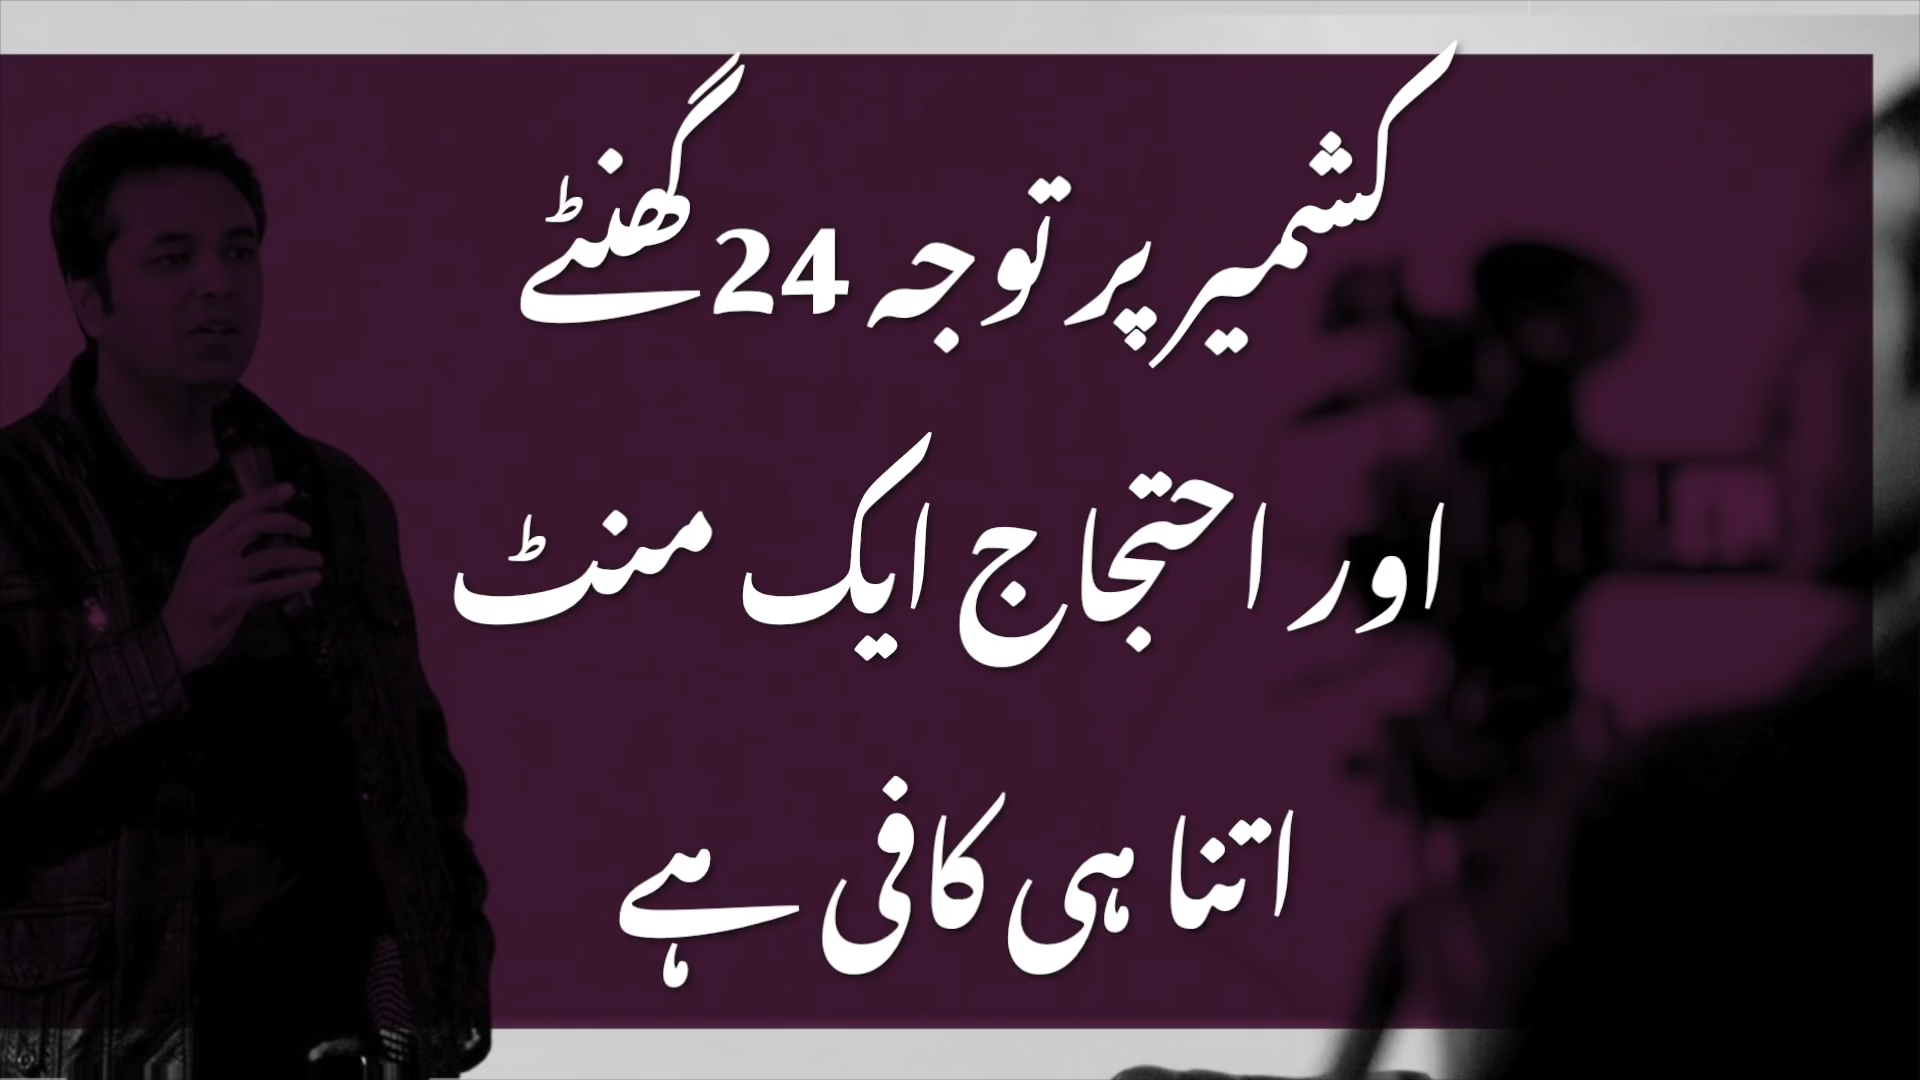 کشمیر پر توجہ 24 گھنٹے
اور احتجاج ایک منٹ
اتنا ہی کافی ہے